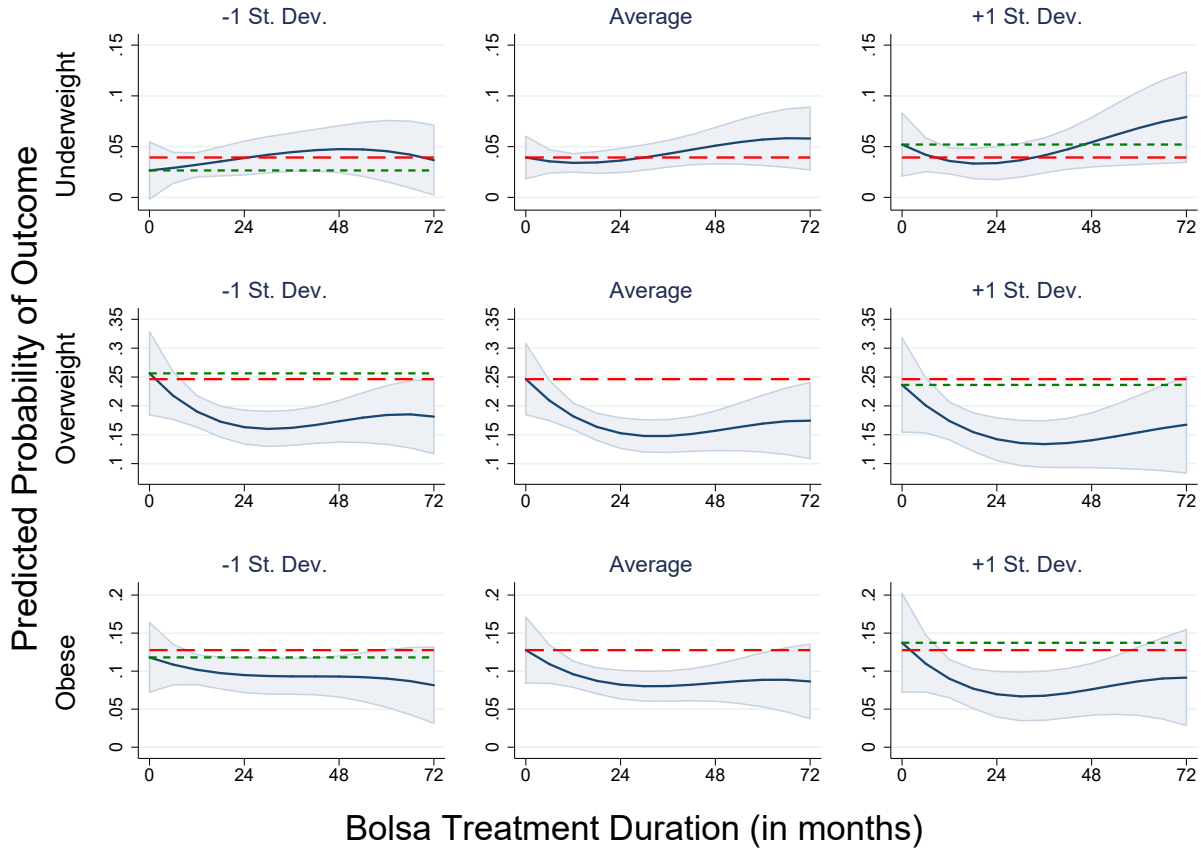 -1 St. Dev. Average +1 St. Dev.
Underweight
.15 .15 .15
.1 .1 .1
.05 .05 .05
0 0 0
0 24 48 72 0 24 48 72 0 24 48 72
-1 St. Dev. Average +1 St. Dev.
Overweight
.35 .35 .35
.3 .3 .3
.25 .25 .25
.2 .2 .2
.15 .15 .15
.1 .1 .1
0 24 48 72 0 24 48 72 0 24 48 72
-1 St. Dev. Average +1 St. Dev.
Obese
.2 .2 .2
.15 .15 .15
.1 .1 .1
.05 .05 .05
0 0 0
0 24 48 72 0 24 48 72 0 24 48 72
Predicted Probability of Outcome
Bolsa Treatment Duration (in months)